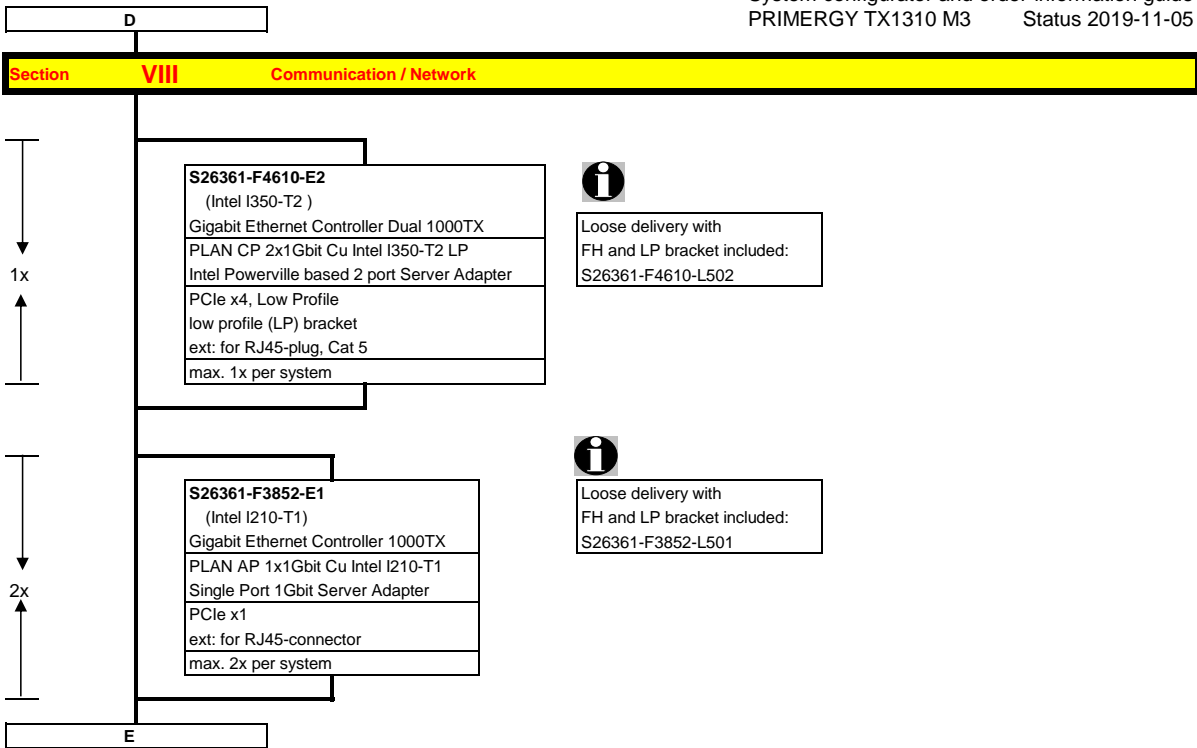 System configurator and order-information guide
PRIMERGY TX1310 M3 Status 2019-11-05
D
Section VIII Communication / Network
S26361-F4610-E2
(Intel I350-T2 )
Gigabit Ethernet Controller Dual 1000TX
PLAN CP 2x1Gbit Cu Intel I350-T2 LP
Intel Powerville based 2 port Server Adapter
PCIe x4, Low Profile
low profile (LP) bracket
ext: for RJ45-plug, Cat 5
max. 1x per system
Loose delivery with
FH and LP bracket included:
S26361-F4610-L502
1x
S26361-F3852-E1
(Intel I210-T1)
Gigabit Ethernet Controller 1000TX
PLAN AP 1x1Gbit Cu Intel I210-T1
Single Port 1Gbit Server Adapter
PCIe x1
ext: for RJ45-connector
max. 2x per system
Loose delivery with
FH and LP bracket included:
S26361-F3852-L501
2x
E